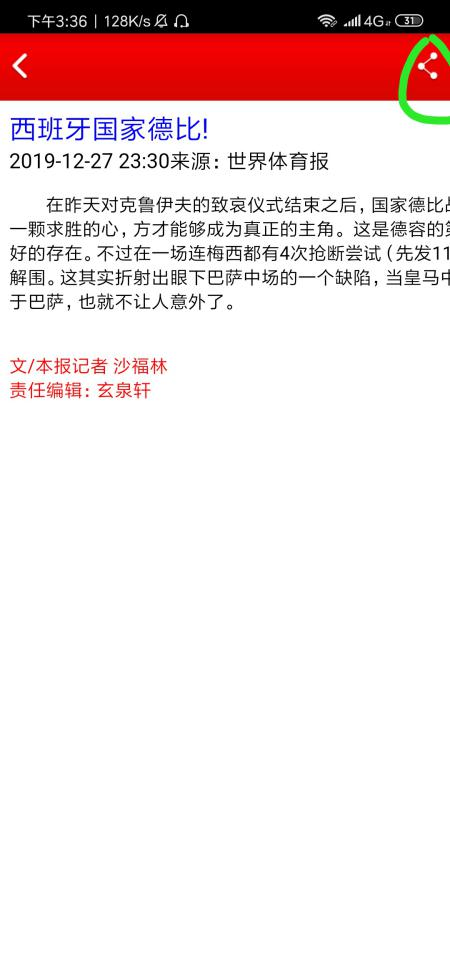 下午3:36 | 128K/s 4G 31
西班牙国家德比!
2019-12-27 23:30来源：世界体育报
在昨天对克鲁伊夫的致哀仪式结束之后，国家德比
一颗求胜的心，方才能够成为真正的主角。这是德容的
好的存在。不过在一场连梅西都有4次抢断尝试（先发11
解围。这其实折射出眼下巴萨中场的一个缺陷，当皇马中
于巴萨，也就不让人意外了。
文/本报记者 沙福林
责任编辑：玄泉轩